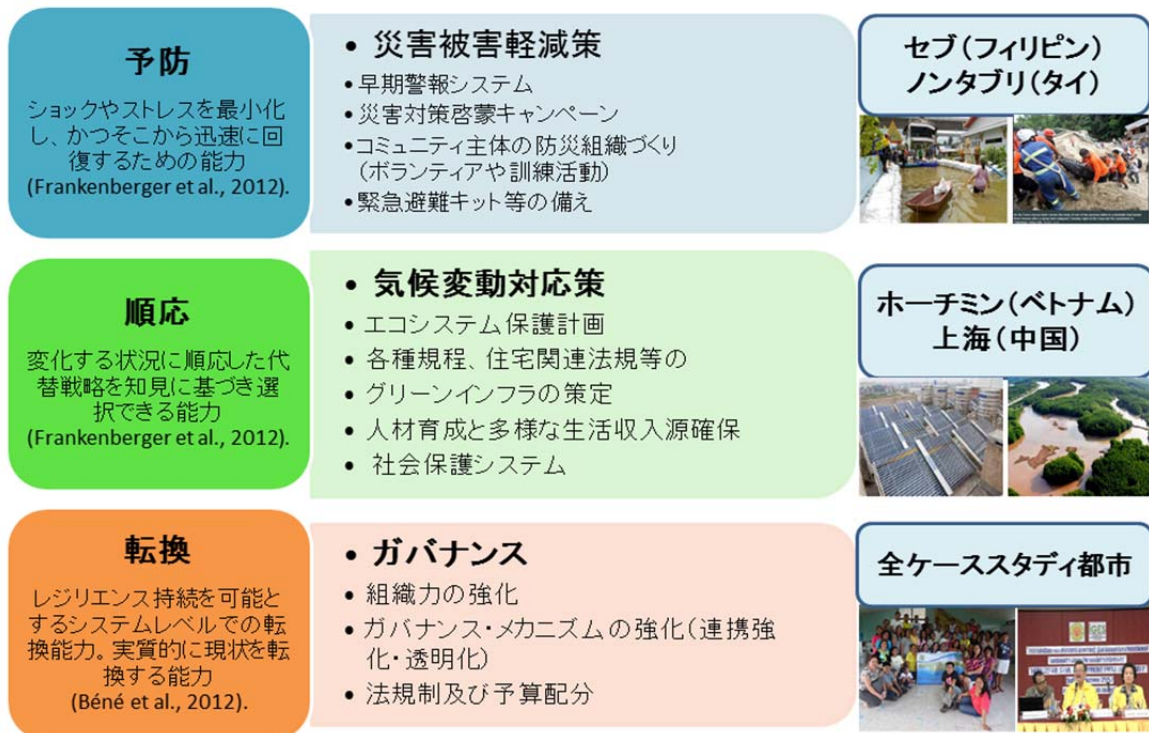 予防
ショックやストレスを最小化
し、かつそこから迅速に回
復するための能力
(Frankenberger et al., 2012).
• 災害被害軽減策
• 早期警報システム
• 災害対策啓蒙キャンペーン
• コミュニティ主体の防災組織づくり
(ボランティアや訓練活動)
• 緊急避難キット等の備え
セブ(フィリピン)
ノンタブリ(タイ)
順応
変化する状況に順応した代
替戦略を知見に基づき選
択できる能力
(Frankenberger et al., 2012).
• 気候変動対応策
• エコシステム保護計画
• 各種規程、住宅関連法規等の
• グリーンインフラの策定
• 人材育成と多様な生活収入源確保
• 社会保護システム
ホーチミン(ベトナム)
上海(中国)
転換
レジリエンス持続を可能と
するシステムレベルでの転
換能力。実質的に現状を転
換する能力
(Béné et al., 2012).
• ガバナンス
• 組織力の強化
• ガバナンス・メカニズムの強化(連携強
化・透明化)
• 法規制及び予算配分
全ケーススタディ都市
IGES